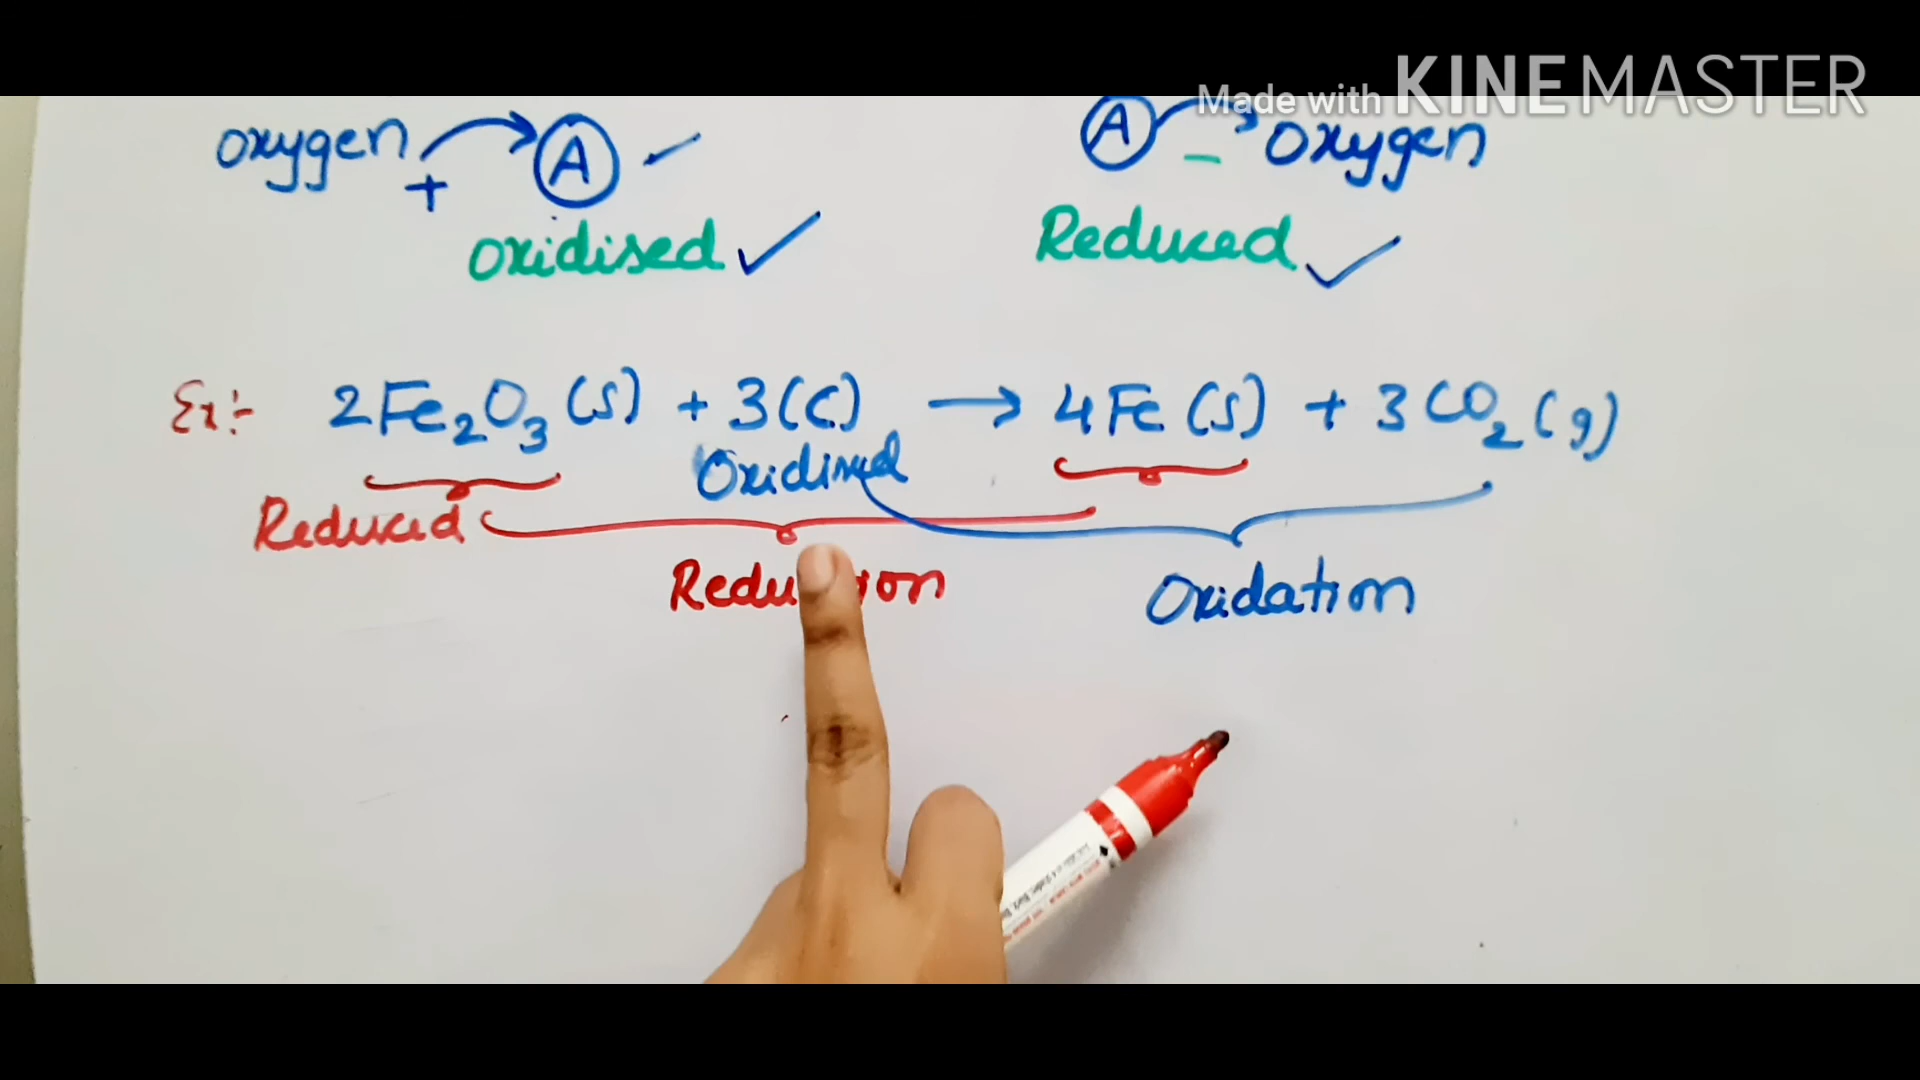 Made with KINEMASTER
oxygen + A
A - oxygen
oxidised
Reduced
Ex:- 2Fe₂O₃(s) + 3(C) → 4Fe(s) + 3CO₂(g)
Oxidised
Reduced
Oxidation